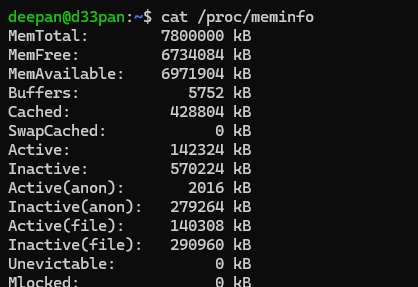 deepan@d33pan:~$ cat /proc/meminfo
MemTotal:        7800000 kB
MemFree:         6734084 kB
MemAvailable:    6971904 kB
Buffers:            5752 kB
Cached:           428804 kB
SwapCached:            0 kB
Active:           142324 kB
Inactive:         570224 kB
Active(anon):       2016 kB
Inactive(anon):   279264 kB
Active(file):     140308 kB
Inactive(file):   290960 kB
Unevictable:           0 kB
Mlocked:               0 kB